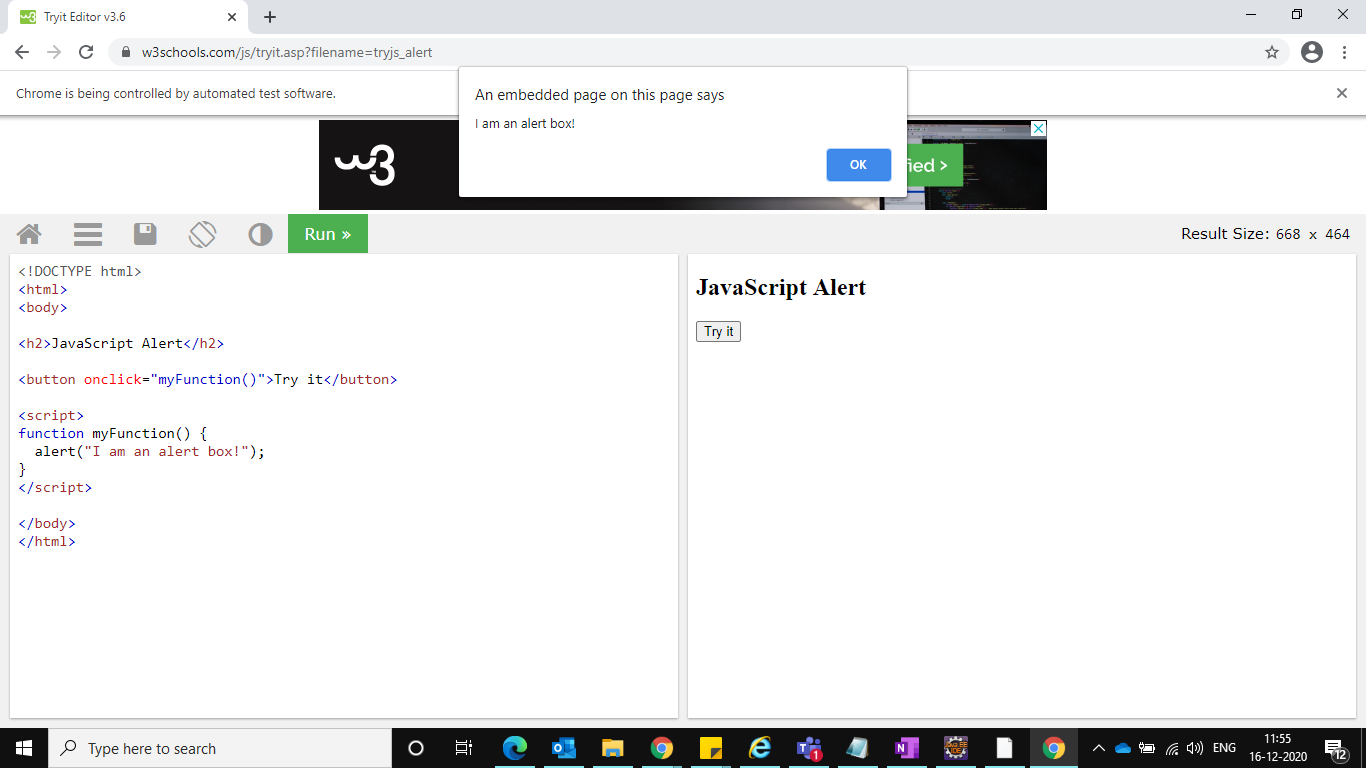 Tryit Editor v3.6
w3schools.com/js/tryit.asp?filename=tryjs_alert
Chrome is being controlled by automated test software.
An embedded page on this page says
I am an alert box!
OK
w3
fied >
Run »
Result Size: 668 x 464
<!DOCTYPE html>
<html>
<body>
<h2>JavaScript Alert</h2>
<button onclick="myFunction()">Try it</button>
<script>
function myFunction() {
  alert("I am an alert box!");
}
</script>
</body>
</html>
JavaScript Alert
Try it
Type here to search
1
ENG
11:55
16-12-2020
12